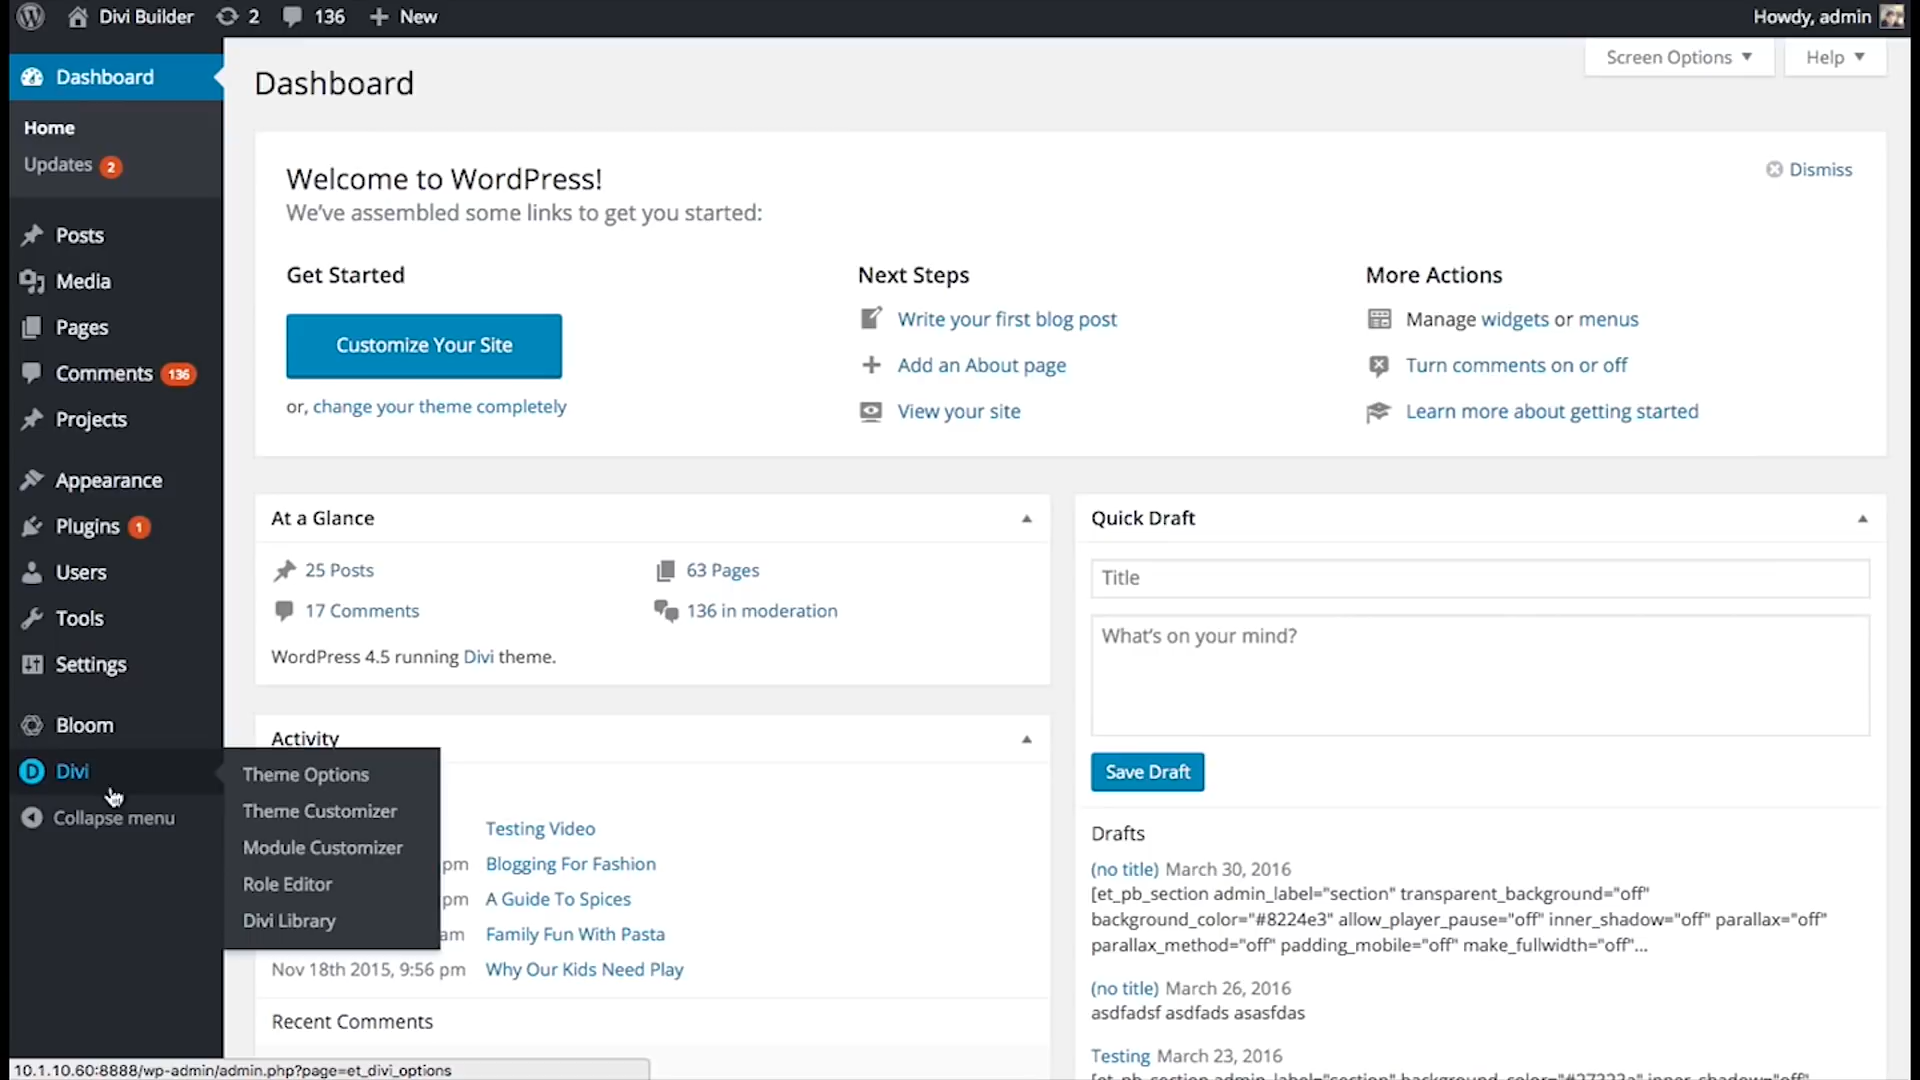 Divi Builder 2 136 New Howdy, admin
Screen Options Help
Dashboard
Home
Updates 2
Posts
Media
Pages
Comments 136
Projects
Appearance
Plugins 1
Users
Tools
Settings
Bloom
Divi
Collapse menu
Theme Options
Theme Customizer
Module Customizer
Role Editor
Divi Library
Dashboard
Welcome to WordPress!
We've assembled some links to get you started:
Dismiss
Get Started
Customize Your Site
or, change your theme completely
Next Steps
Write your first blog post
Add an About page
View your site
More Actions
Manage widgets or menus
Turn comments on or off
Learn more about getting started
At a Glance
25 Posts
63 Pages
17 Comments
136 in moderation
WordPress 4.5 running Divi theme.
Activity
Testing Video
pm Blogging For Fashion
pm A Guide To Spices
am Family Fun With Pasta
Nov 18th 2015, 9:56 pm Why Our Kids Need Play
Recent Comments
Quick Draft
Title
What's on your mind?
Save Draft
Drafts
(no title) March 30, 2016
[et_pb_section admin_label="section" transparent_background="off"
background_color="#8224e3" allow_player_pause="off" inner_shadow="off" parallax="off"
parallax_method="off" padding_mobile="off" make_fullwidth="off"...
(no title) March 26, 2016
asdfadsf asdfads asasfdas
Testing March 23, 2016
10.1.10.60:8888/wp-admin/admin.php?page=et_divi_options